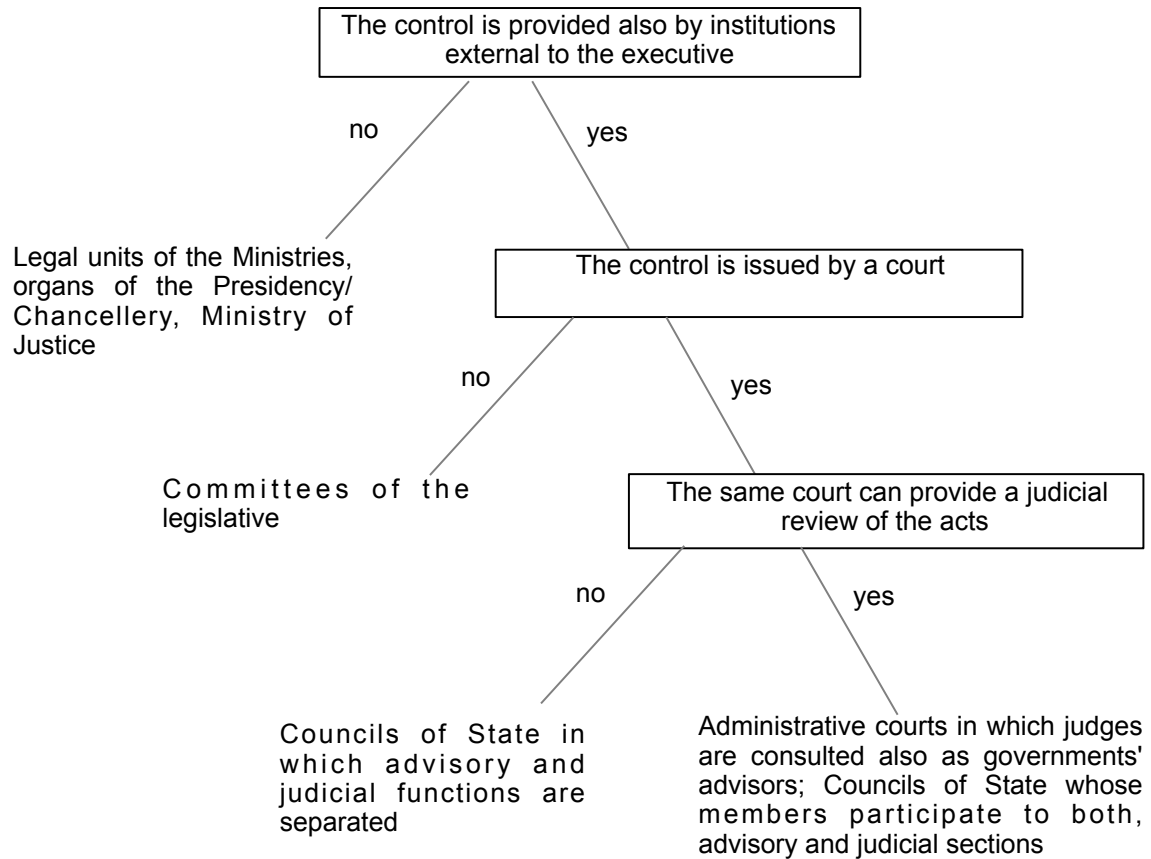 The control is provided also by institutions
external to the executive
no
yes
Legal units of the Ministries,
organs of the Presidency/
Chancellery, Ministry of
Justice
The control is issued by a court
no
yes
Committees of the
legislative
The same court can provide a judicial
review of the acts
no
yes
Councils of State in
which advisory and
judicial functions are
separated
Administrative courts in which judges
are consulted also as governments'
advisors; Councils of State whose
members participate to both,
advisory and judicial sections